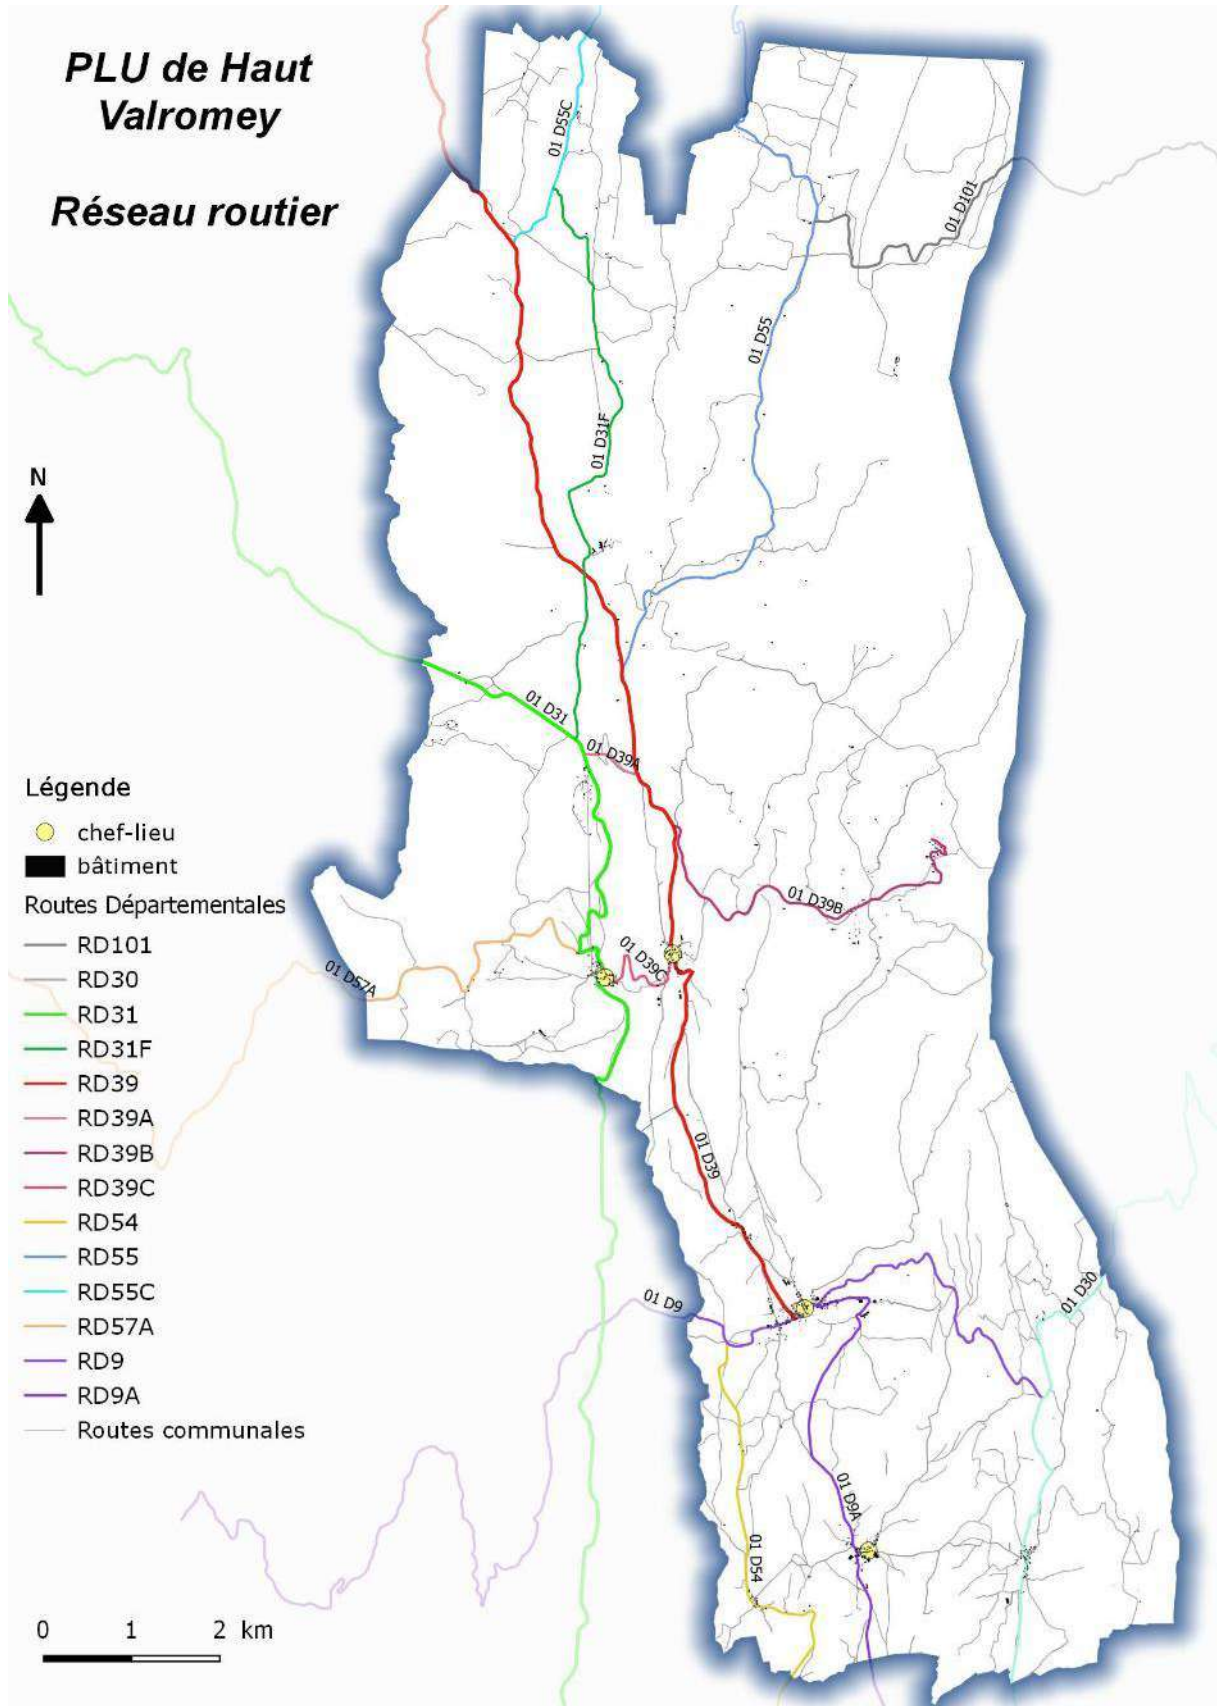 PLU de Haut
Valromey
Réseau routier
01 D55C
01 D101
01 D55
01 D31F
N
01 D31
01 D39A
Légende
chef-lieu
bâtiment
Routes Départementales
RD101
RD30
RD31
RD31F
RD39
RD39A
RD39B
RD39C
RD54
RD55
RD55C
RD57A
RD9
RD9A
Routes communales
01 D39B
01 D39C
01 D57A
01 D39
01 D9
01 D30
01 D9A
01 D54
0 1 2 km